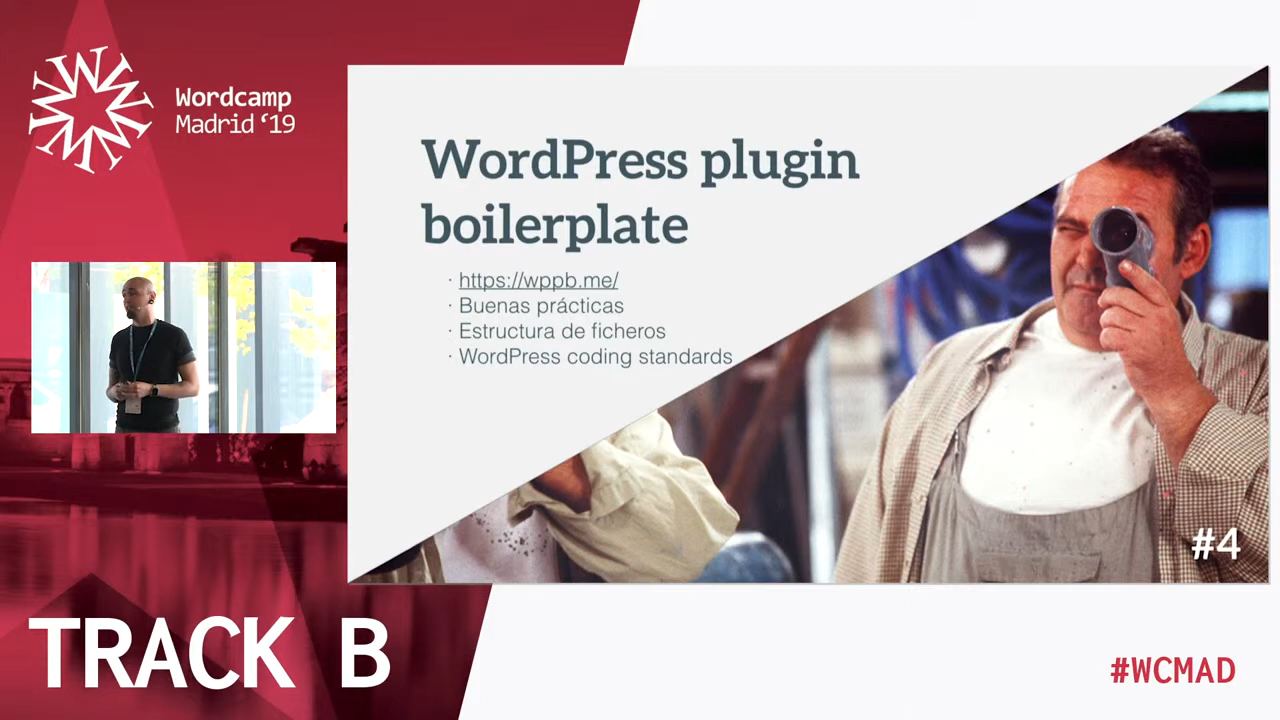 Wordcamp
Madrid ‘19
WordPress plugin
boilerplate
· https://wppb.me/
· Buenas prácticas
· Estructura de ficheros
· WordPress coding standards
#4
TRACK B
#WCMAD